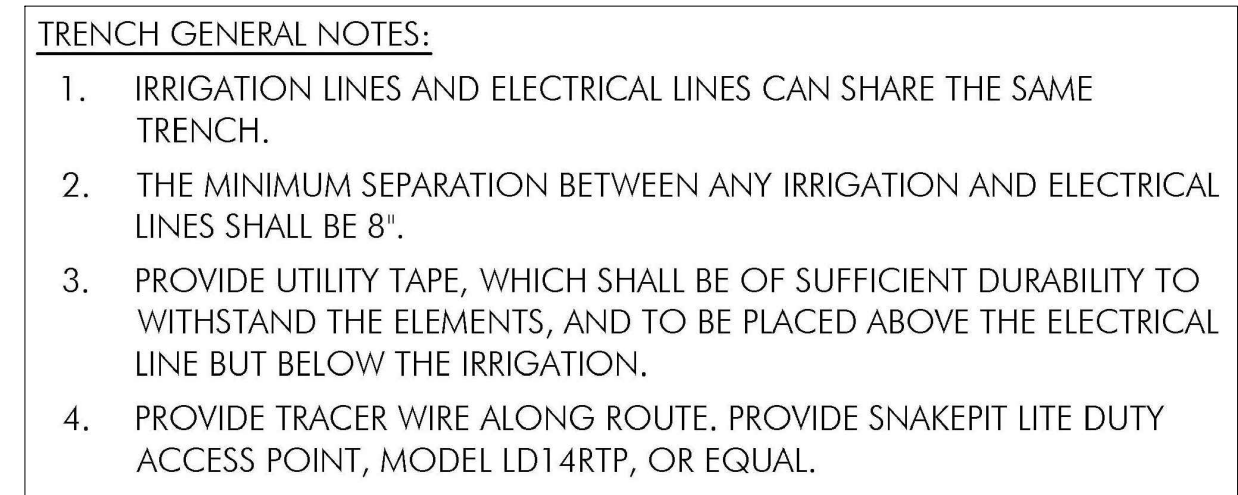 TRENCH GENERAL NOTES:
1. IRRIGATION LINES AND ELECTRICAL LINES CAN SHARE THE SAME
TRENCH.
2. THE MINIMUM SEPARATION BETWEEN ANY IRRIGATION AND ELECTRICAL
LINES SHALL BE 8".
3. PROVIDE UTILITY TAPE, WHICH SHALL BE OF SUFFICIENT DURABILITY TO
WITHSTAND THE ELEMENTS, AND TO BE PLACED ABOVE THE ELECTRICAL
LINE BUT BELOW THE IRRIGATION.
4. PROVIDE TRACER WIRE ALONG ROUTE. PROVIDE SNAKEPIT LITE DUTY
ACCESS POINT, MODEL LD14RTP, OR EQUAL.